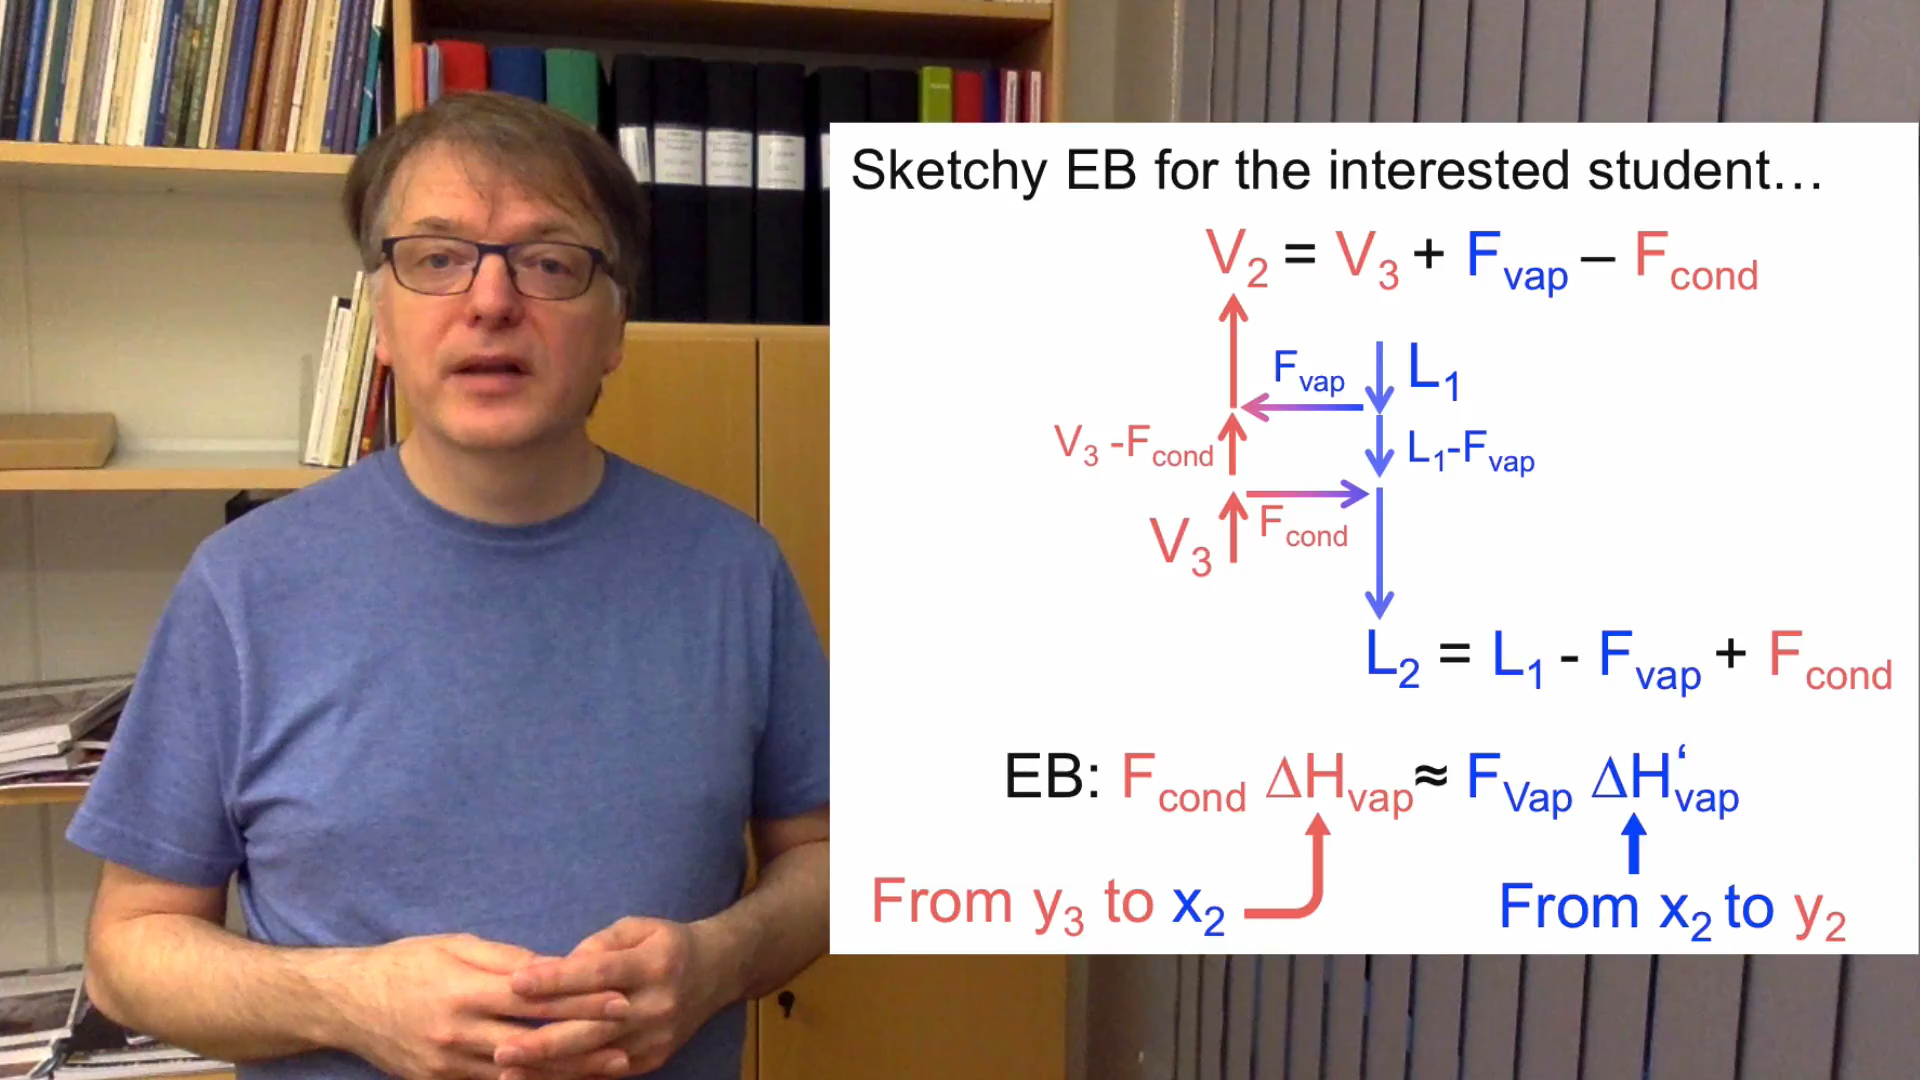 Sketchy EB for the interested student…
V2 = V3 + Fvap – Fcond
Fvap L1
V3 -Fcond L1-Fvap
V3 Fcond
L2 = L1 - Fvap + Fcond
EB: Fcond ΔHvap ≈ FVap ΔH‘vap
From y3 to x2
From x2 to y2